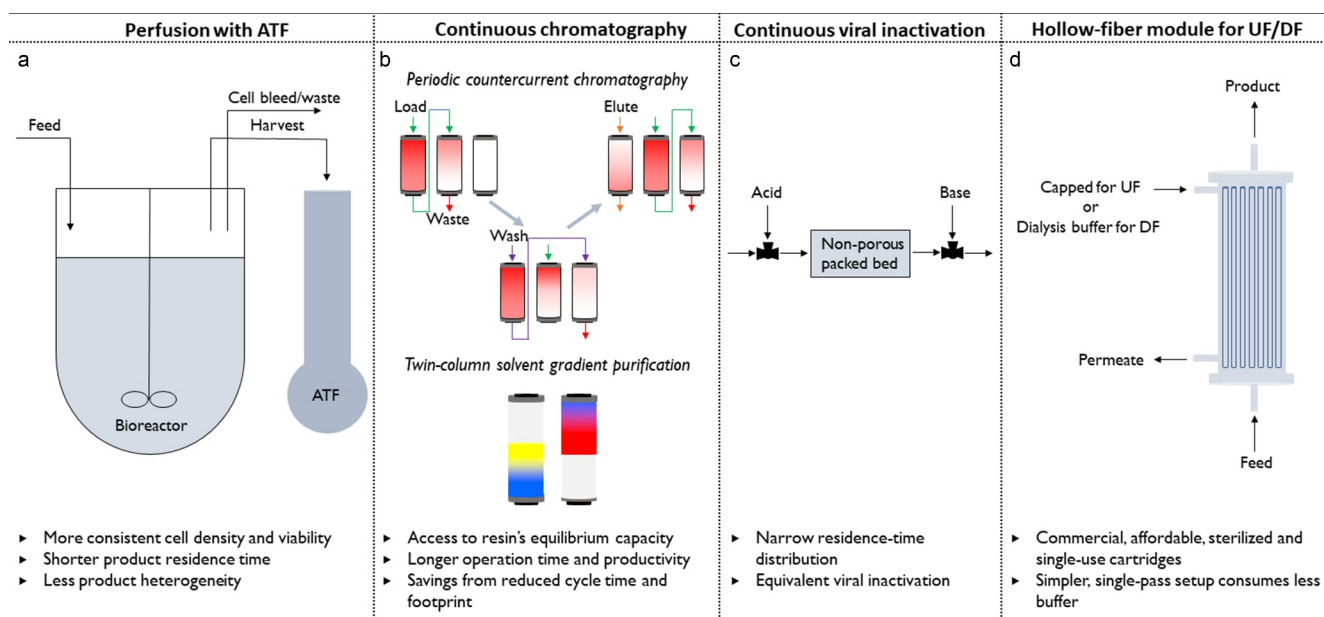 Perfusion with ATF
a
Feed
Cell bleed/waste
Harvest
ATF
Bioreactor
► More consistent cell density and viability
► Shorter product residence time
► Less product heterogeneity
Continuous chromatography
b
Periodic countercurrent chromatography
Load
Elute
Waste
Wash
Twin-column solvent gradient purification
► Access to resin's equilibrium capacity
► Longer operation time and productivity
► Savings from reduced cycle time and
footprint
Continuous viral inactivation
c
Acid
Base
Non-porous
packed bed
► Narrow residence-time
distribution
► Equivalent viral inactivation
Hollow-fiber module for UF/DF
d
Product
Capped for UF
or
Dialysis buffer for DF
Permeate
Feed
► Commercial, affordable, sterilized and
single-use cartridges
► Simpler, single-pass setup consumes less
buffer